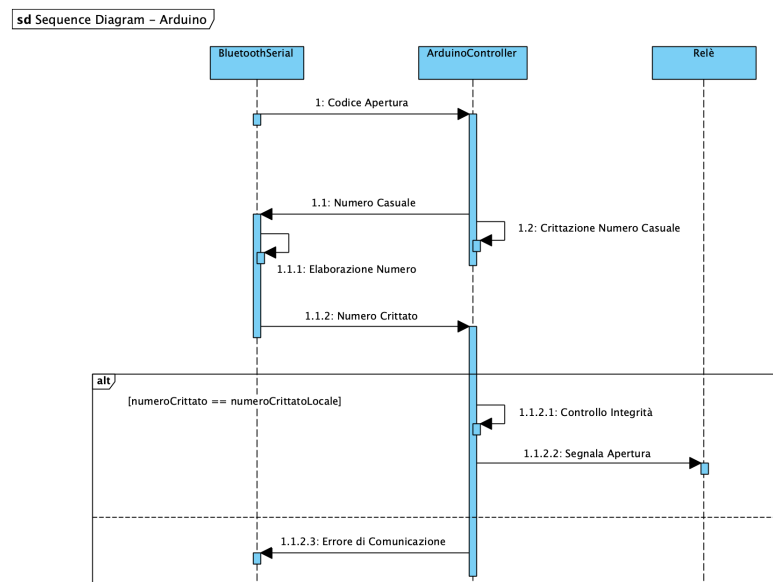 sd Sequence Diagram – Arduino
BluetoothSerial
ArduinoController
Relè
1: Codice Apertura
1.1: Numero Casuale
1.2: Crittazione Numero Casuale
1.1.1: Elaborazione Numero
1.1.2: Numero Crittato
alt
[numeroCrittato == numeroCrittatoLocale]
1.1.2.1: Controllo Integrità
1.1.2.2: Segnala Apertura
1.1.2.3: Errore di Comunicazione